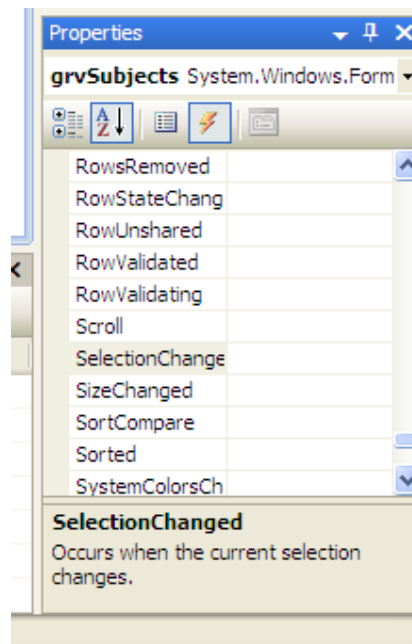 Properties
grvSubjects System.Windows.Form
RowsRemoved
RowStateChang
RowUnshared
RowValidated
RowValidating
Scroll
SelectionChange
SizeChanged
SortCompare
Sorted
SystemColorsCh
SelectionChanged
Occurs when the current selection
changes.